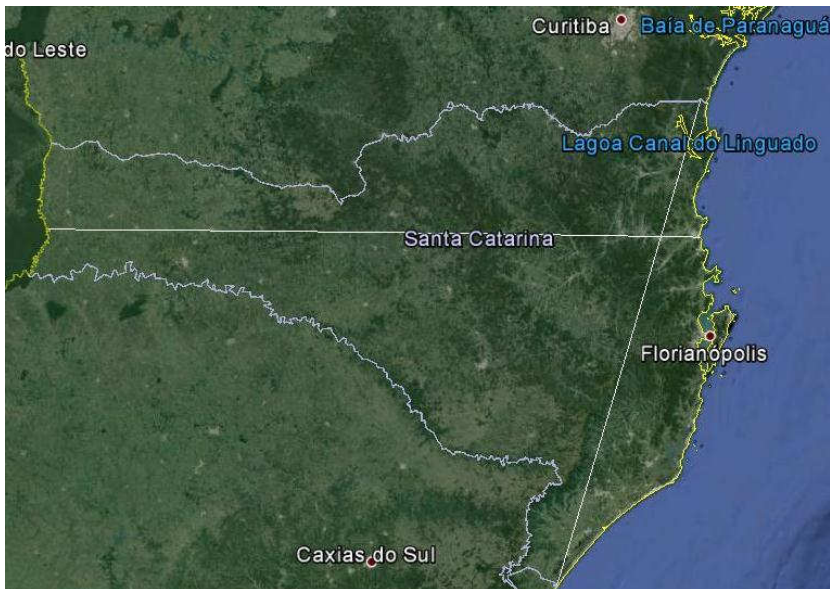 Curitiba
Baía de Paranaguá
do Leste
Lagoa Canal do Linguado
Santa Catarina
Florianópolis
Caxias do Sul